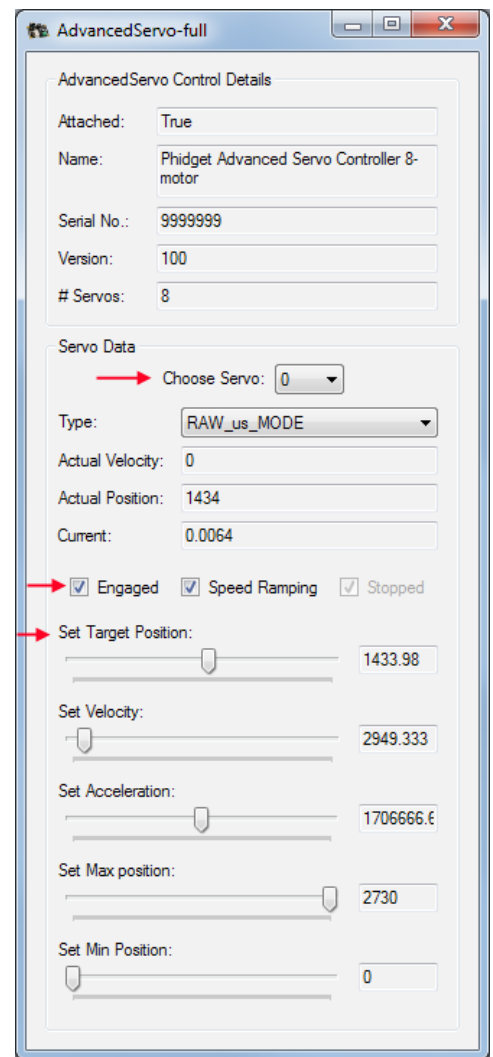 AdvancedServo-full
AdvancedServo Control Details
Attached: True
Name: Phidget Advanced Servo Controller 8-
motor
Serial No.: 9999999
Version: 100
# Servos: 8
Servo Data
Choose Servo: 0
Type: RAW_us_MODE
Actual Velocity: 0
Actual Position: 1434
Current: 0.0064
Engaged Speed Ramping Stopped
Set Target Position:
1433.98
Set Velocity:
2949.333
Set Acceleration:
1706666.6
Set Max position:
2730
Set Min Position:
0